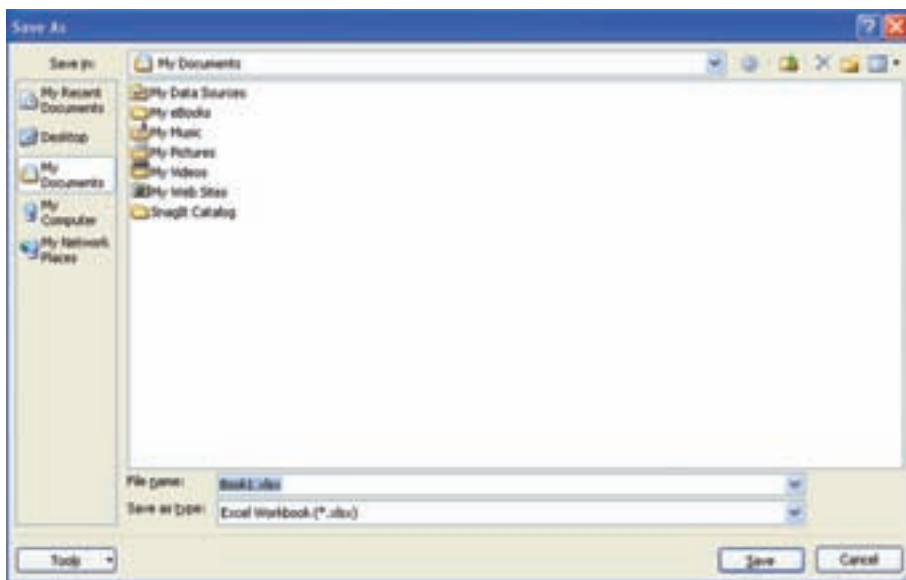 Save As
Save in:
My Documents
My Recent
Documents
Desktop
My
Documents
My
Computer
My Network
Places
My Data Sources
My eBooks
My Music
My Pictures
My Videos
My Web Sites
SnagIt Catalog
File name:
Book1.xlsx
Save as type:
Excel Workbook (*.xlsx)
Tools
Save
Cancel